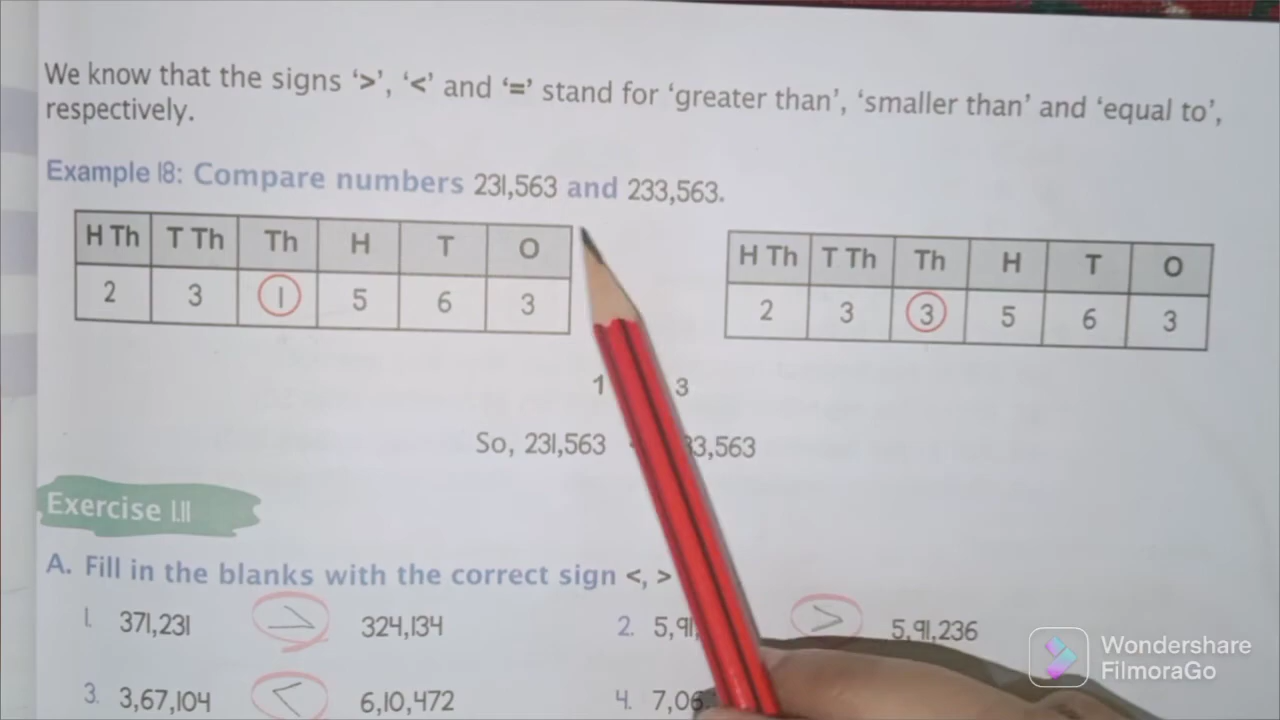 We know that the signs '>', '<' and '=' stand for 'greater than', 'smaller than' and 'equal to',
respectively.
Example 18: Compare numbers 231,563 and 233,563.
H Th T Th Th H T O
2 3 1 5 6 3
H Th T Th Th H T O
2 3 3 5 6 3
1 3
So, 231,563 33,563
Exercise 1.11
A. Fill in the blanks with the correct sign <, >
1. 371,231 > 324,134 2. 5,91, > 5,91,236
3. 3,67,104 < 6,10,472 4. 7,06
Wondershare
FilmoraGo